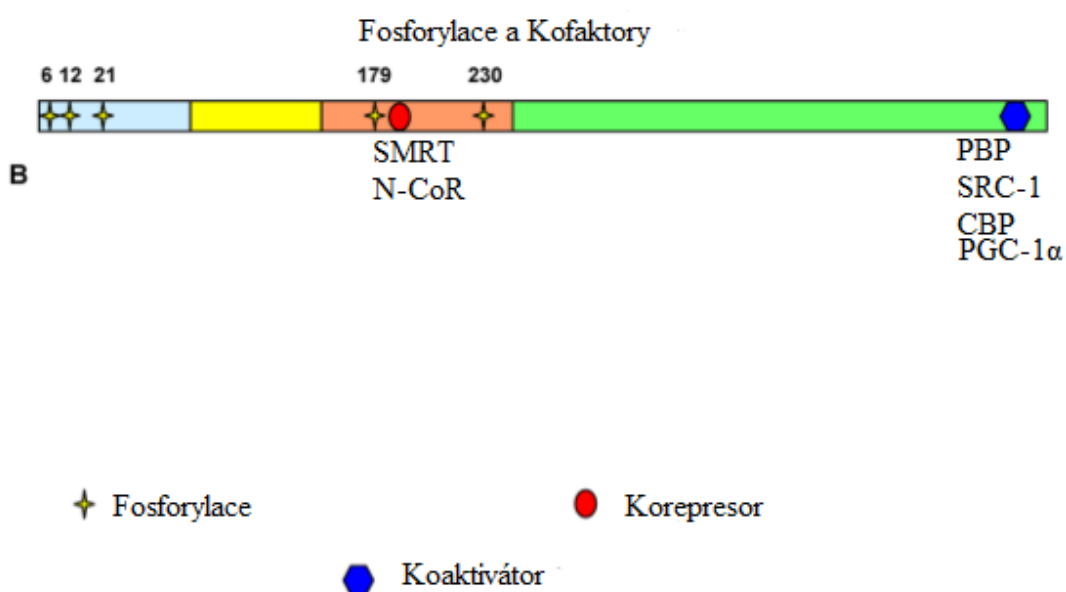 Fosforylace a Kofaktory
6 12 21 179 230
SMRT PBP
B
N-CoR SRC-1
CBP
PGC-1α
Fosforylace Korepresor
Koaktivátor